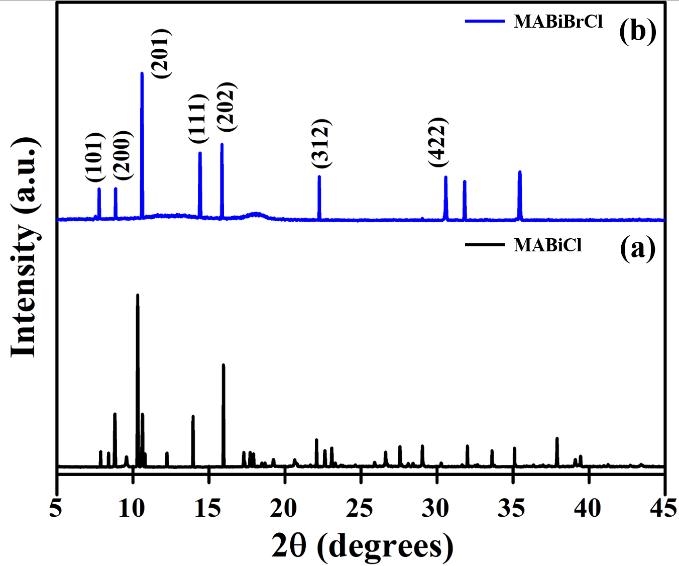 MABiBrCl
(b)
(101)
(200)
(201)
(111)
(202)
(312)
(422)
MABiCl
(a)
Intensity (a.u.)
5 10 15 20 25 30 35 40 45
2θ (degrees)